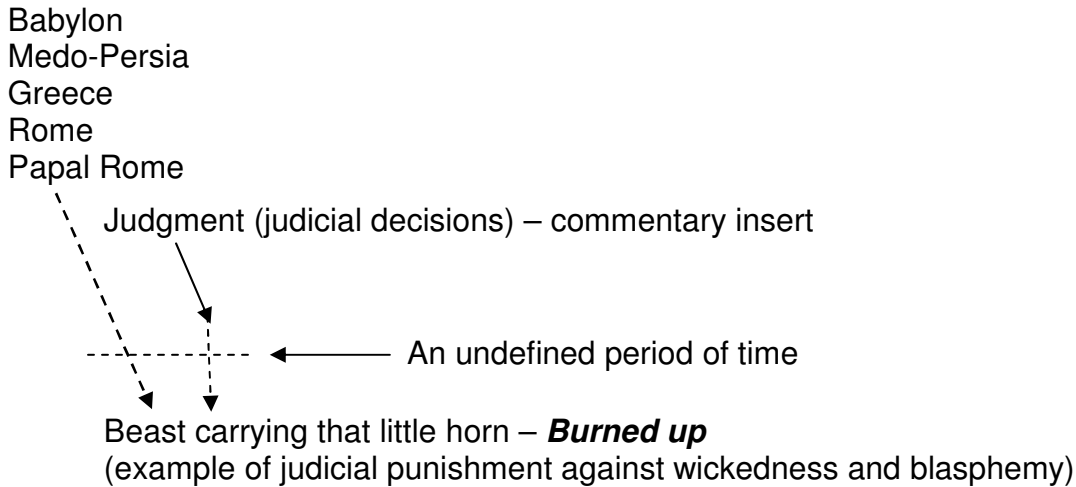 Babylon
Medo-Persia
Greece
Rome
Papal Rome
Judgment (judicial decisions) – commentary insert
An undefined period of time
Beast carrying that little horn – Burned up
(example of judicial punishment against wickedness and blasphemy)